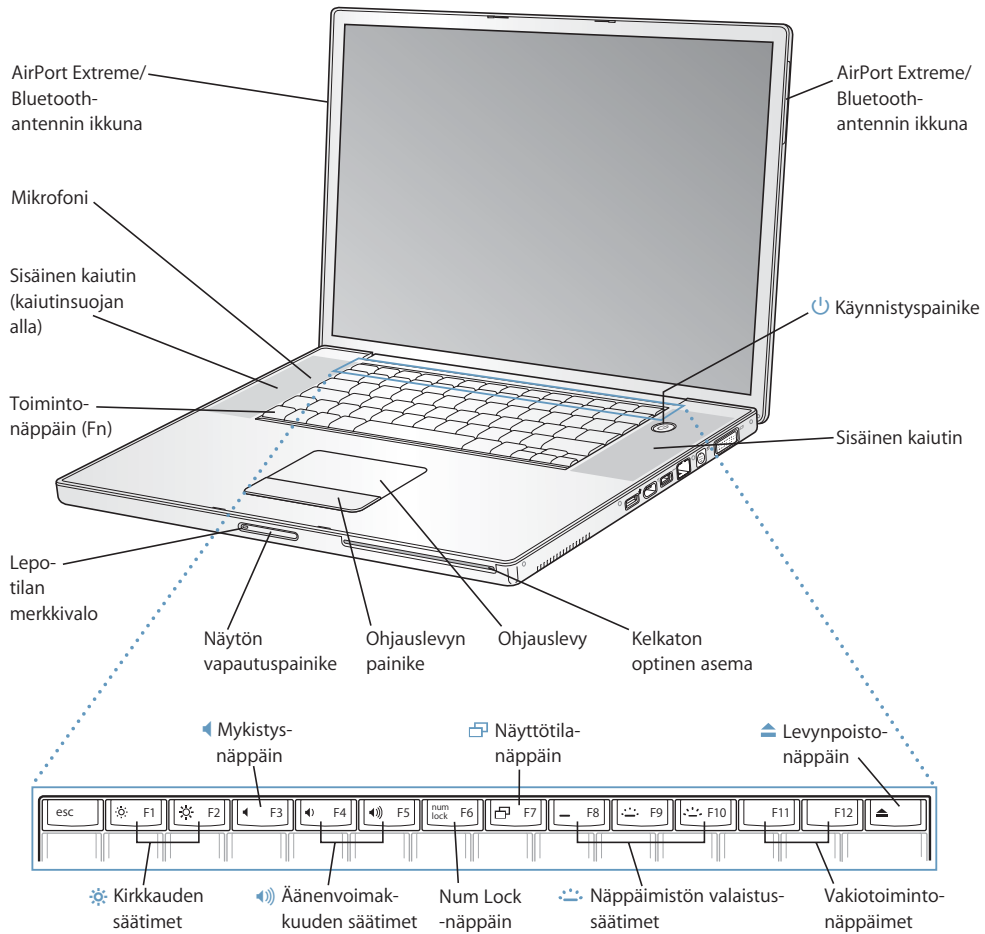 AirPort Extreme/
Bluetooth-
antennin ikkuna
AirPort Extreme/
Bluetooth-
antennin ikkuna
Mikrofoni
Sisäinen kaiutin
(kaiutinsuojan
alla)
Käynnistyspainike
Toiminto-
näppäin (Fn)
Sisäinen kaiutin
Lepo-
tilan
merkkivalo
Näytön
vapautuspainike
Ohjauslevyn
painike
Ohjauslevy
Kelkaton
optinen asema
Mykistys-
näppäin
Näyttötila-
näppäin
Levynpoisto-
näppäin
esc F1 F2 F3 F4 F5 num lock F6 F7 F8 F9 F10 F11 F12
Kirkkauden
säätimet
Äänenvoimak-
kuuden säätimet
Num Lock
-näppäin
Näppäimistön valaistus-
säätimet
Vakiotoiminto-
näppäimet